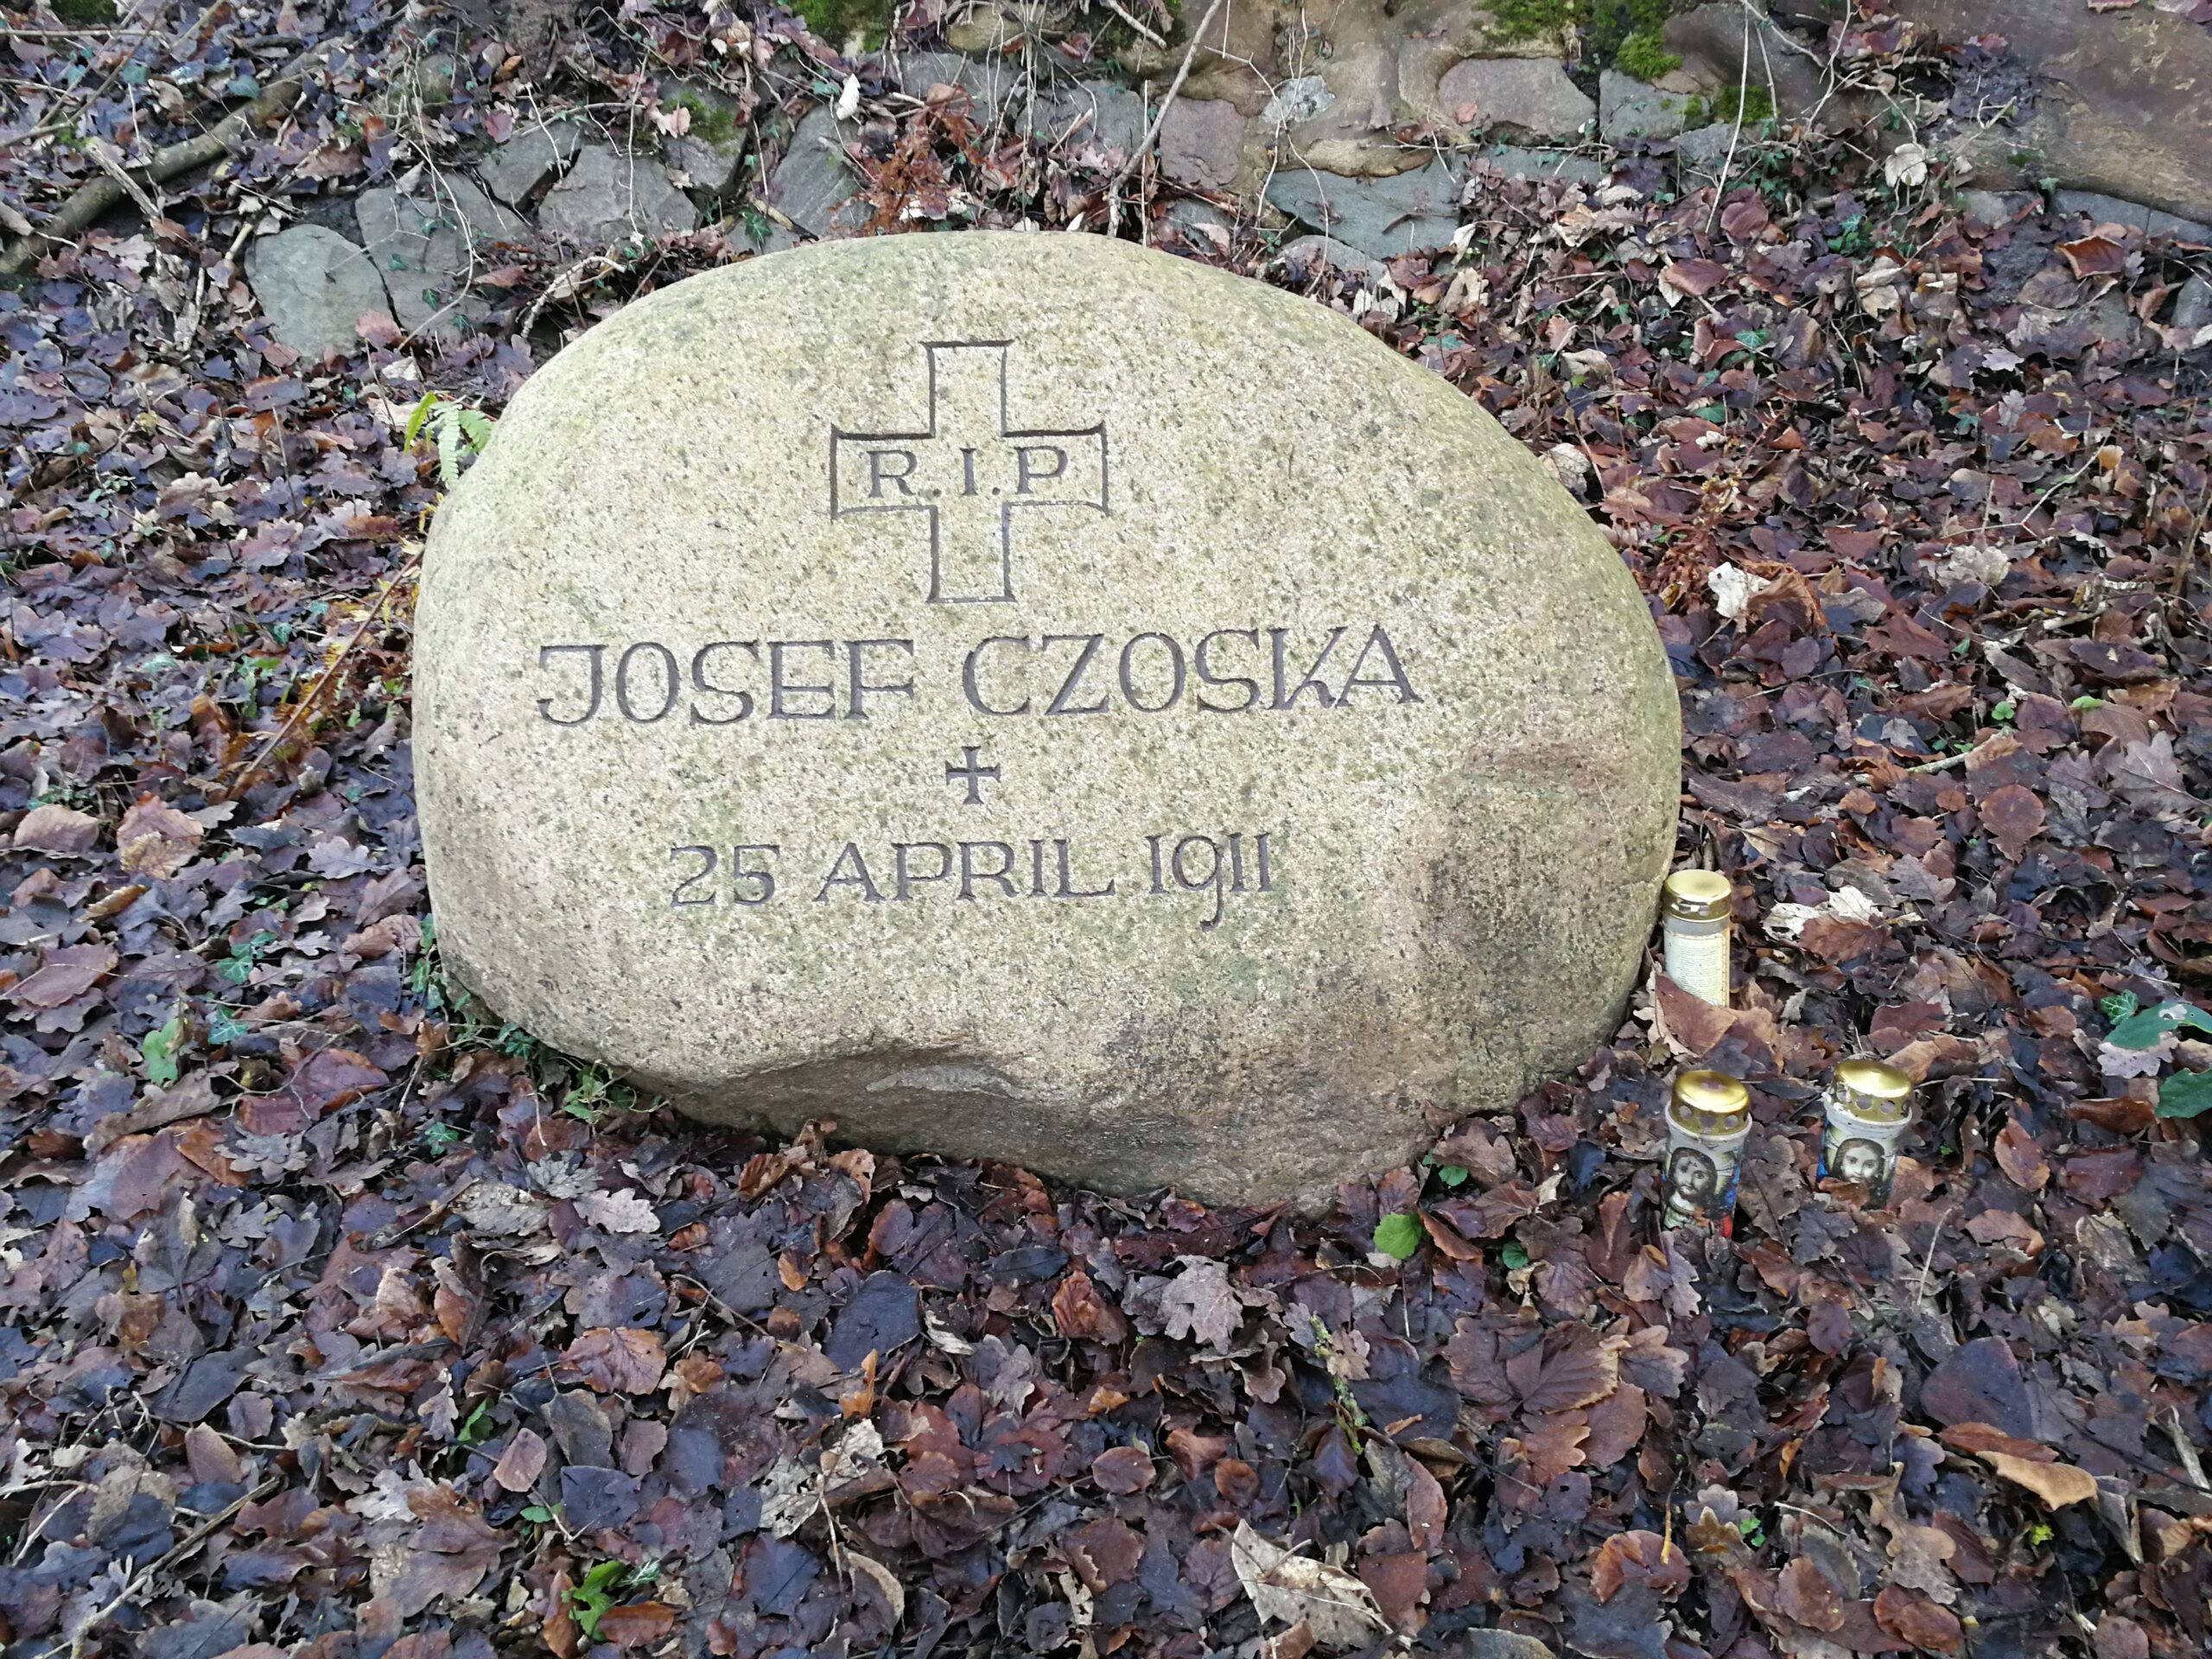 R.I.P
JOSEF CZOSKA
+
25 APRIL 1911